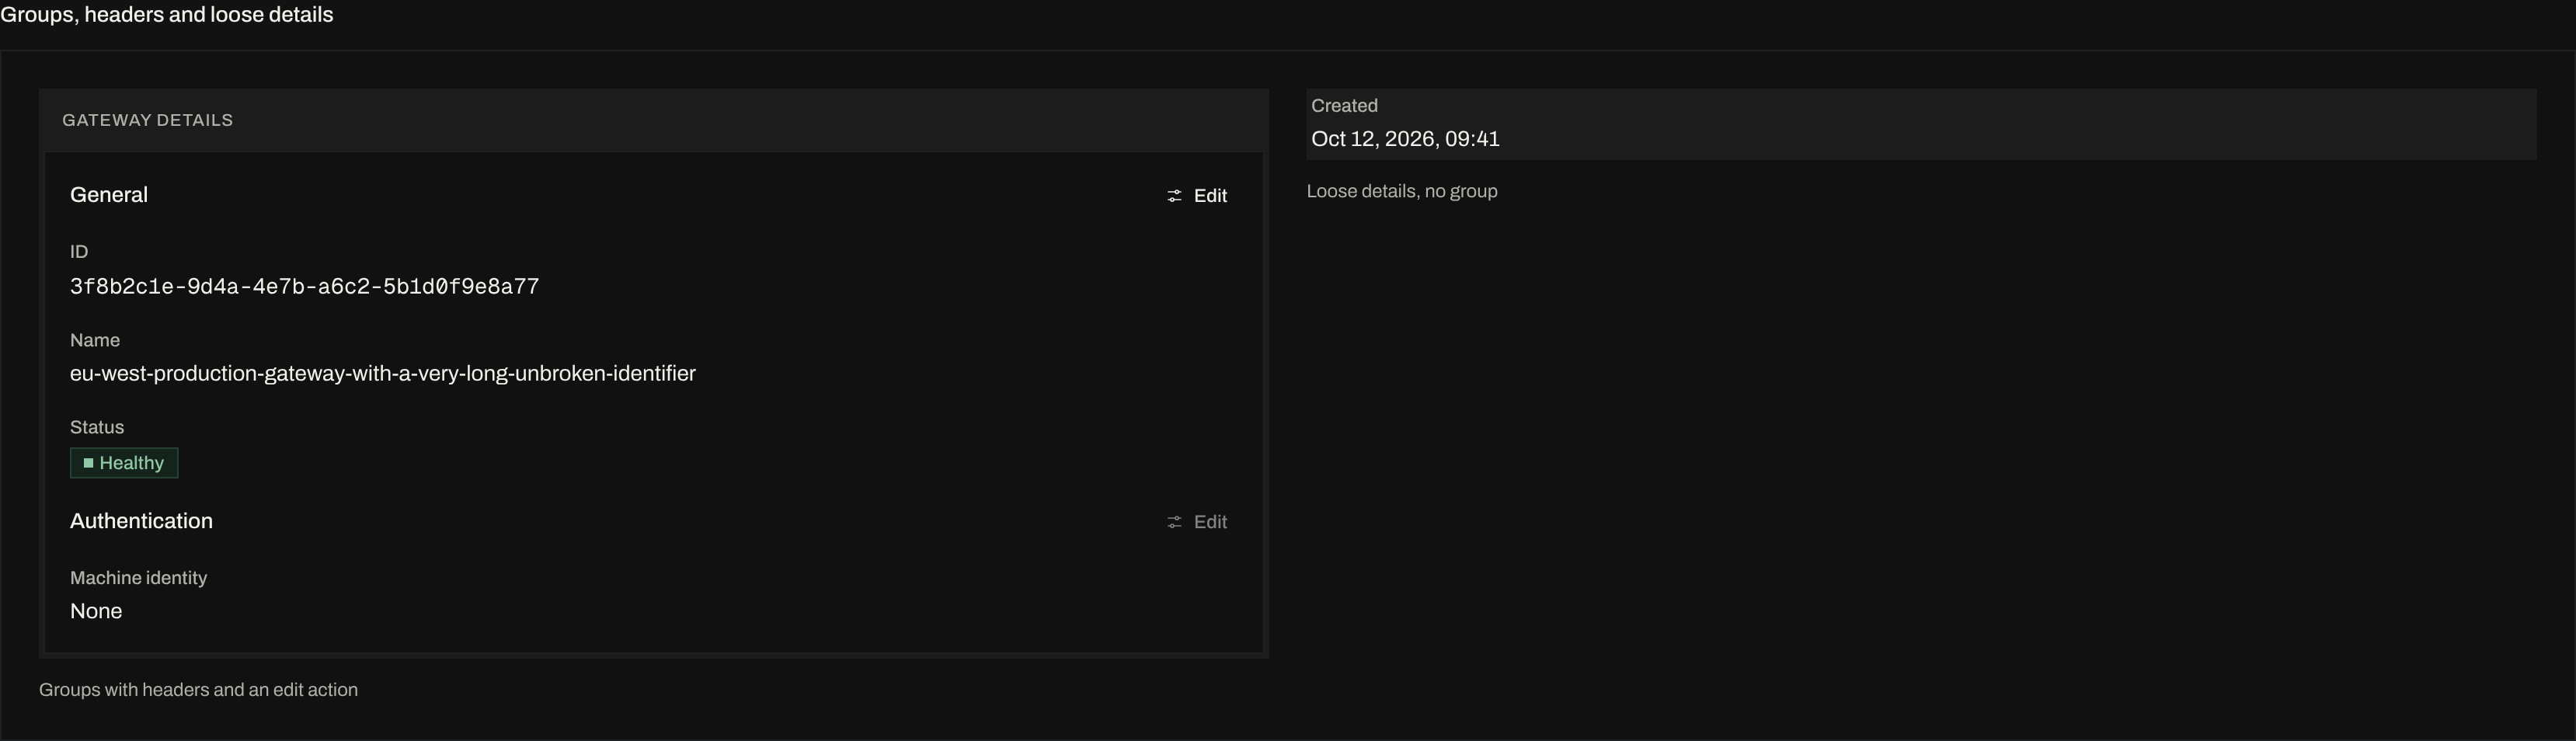 Groups, headers and loose details
GATEWAY DETAILS
General
Edit
ID
3f8b2c1e-9d4a-4e7b-a6c2-5b1d0f9e8a77
Name
eu-west-production-gateway-with-a-very-long-unbroken-identifier
Status
Healthy
Authentication
Edit
Machine identity
None
Groups with headers and an edit action
Created
Oct 12, 2026, 09:41
Loose details, no group